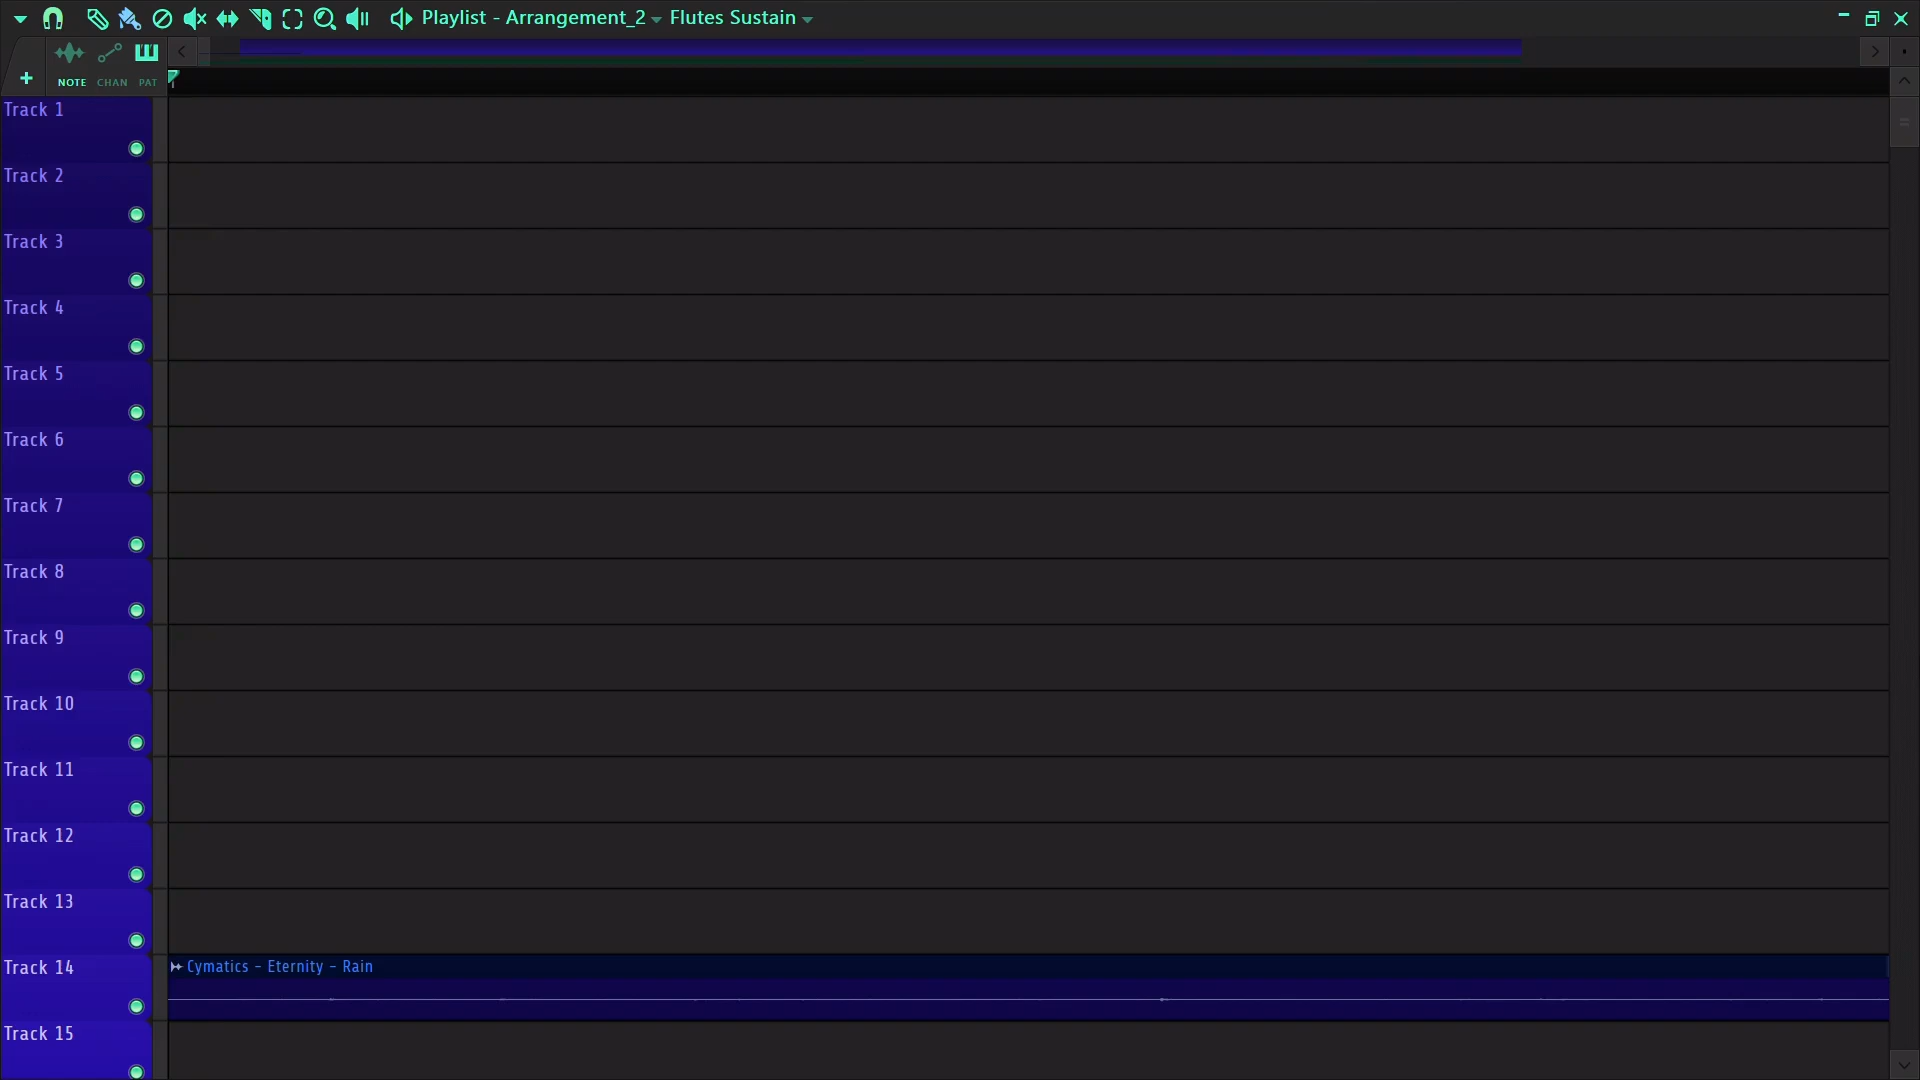 Playlist - Arrangement_2 Flutes Sustain
NOTE CHAN PAT
Track 1
Track 2
Track 3
Track 4
Track 5
Track 6
Track 7
Track 8
Track 9
Track 10
Track 11
Track 12
Track 13
Track 14
Cymatics - Eternity - Rain
Track 15